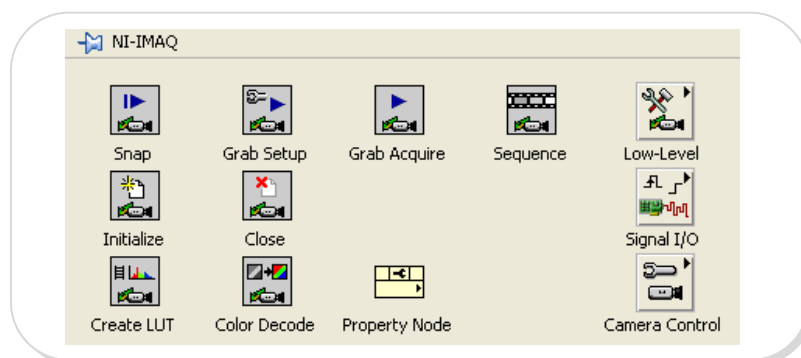 NI-IMAQ
Snap Grab Setup Grab Acquire Sequence Low-Level
Initialize Close Signal I/O
Create LUT Color Decode Property Node Camera Control